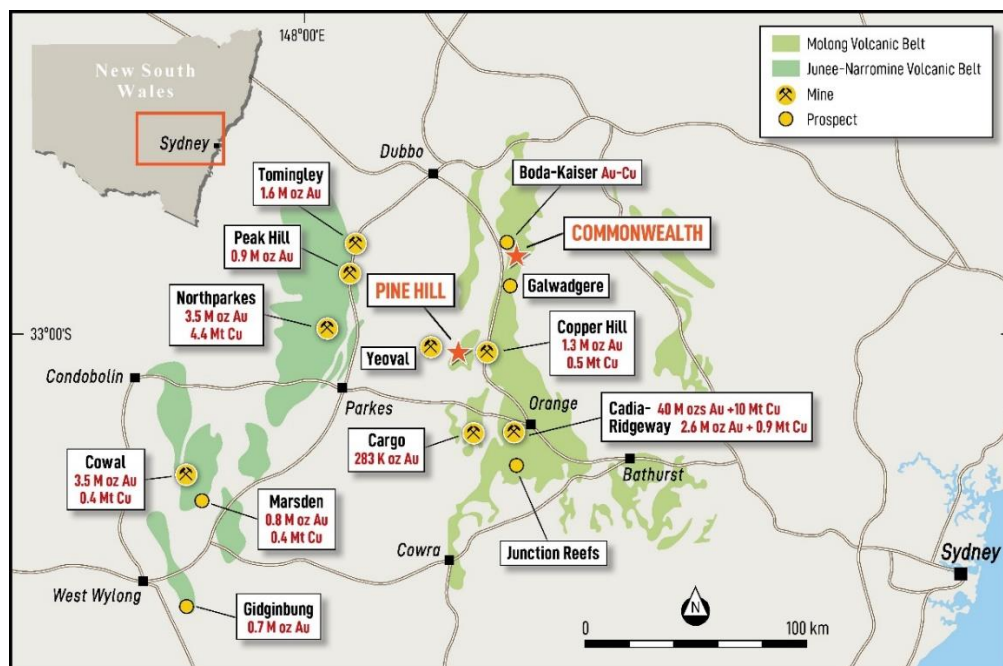 148°00'E
New South
Wales
Sydney
Molong Volcanic Belt
Junee-Narromine Volcanic Belt
Mine
Prospect
Dubbo
Boda-Kaiser Au-Cu
Tomingley
1.6 M oz Au
COMMONWEALTH
Peak Hill
0.9 M oz Au
PINE HILL
Galwadgere
Northparkes
3.5 M oz Au
4.4 Mt Cu
33°00'S
Copper Hill
1.3 M oz Au
0.5 Mt Cu
Yeoval
Condobolin
Parkes
Orange
Cadia- 40 M ozs Au +10 Mt Cu
Ridgeway 2.6 M oz Au + 0.9 Mt Cu
Cargo
283 K oz Au
Bathurst
Cowal
3.5 M oz Au
0.4 Mt Cu
Marsden
0.8 M oz Au
0.4 Mt Cu
Junction Reefs
Cowra
Sydney
West Wylong
Gidginbung
0.7 M oz Au
N
0 100 km